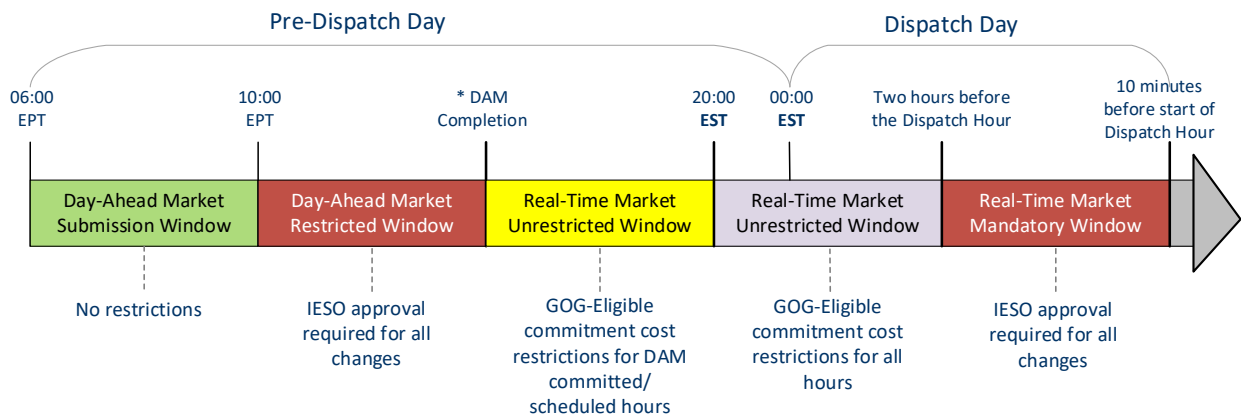 Pre-Dispatch Day
Dispatch Day
06:00
EPT
10:00
EPT
* DAM
Completion
20:00
EST
00:00
EST
Two hours before
the Dispatch Hour
10 minutes
before start of
Dispatch Hour
Day-Ahead Market
Submission Window
Day-Ahead Market
Restricted Window
Real-Time Market
Unrestricted Window
Real-Time Market
Unrestricted Window
Real-Time Market
Mandatory Window
No restrictions
IESO approval
required for all
changes
GOG-Eligible
commitment cost
restrictions for DAM
committed/
scheduled hours
GOG-Eligible
commitment cost
restrictions for all
hours
IESO approval
required for all
changes